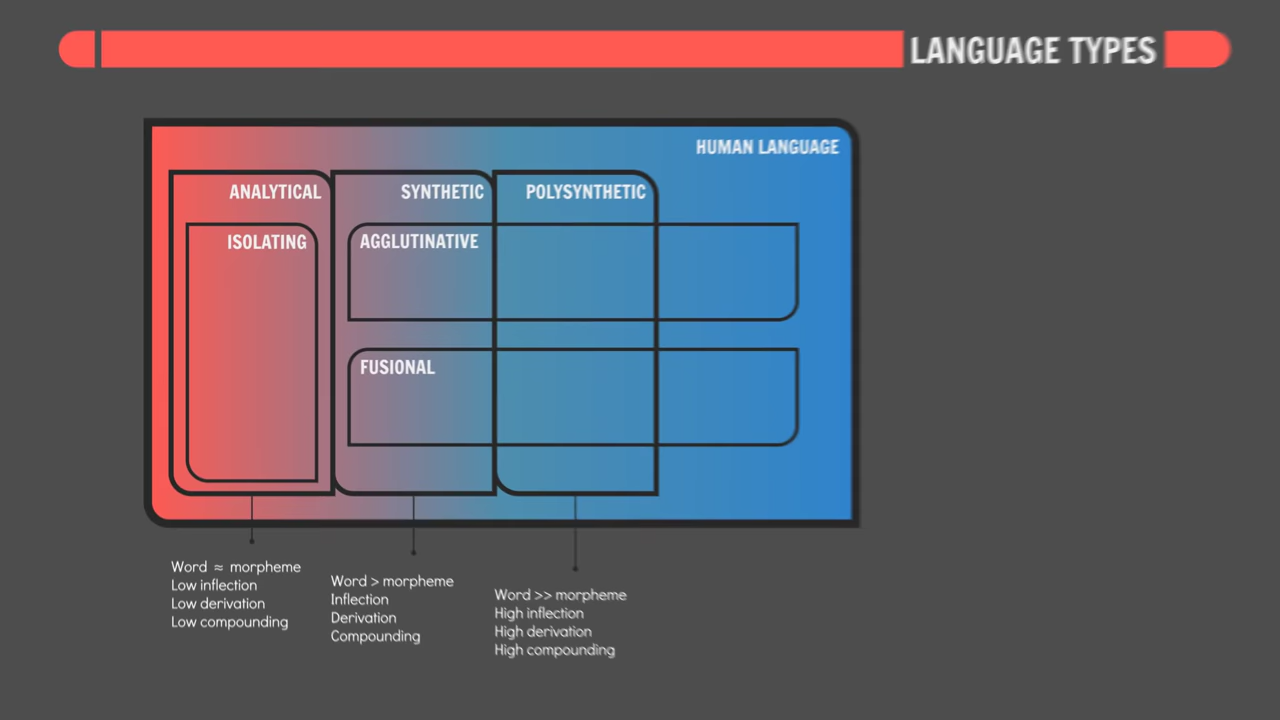 LANGUAGE TYPES
HUMAN LANGUAGE
ANALYTICAL
SYNTHETIC
POLYSYNTHETIC
ISOLATING
AGGLUTINATIVE
FUSIONAL
Word ≈ morpheme
Low inflection
Low derivation
Low compounding
Word > morpheme
Inflection
Derivation
Compounding
Word >> morpheme
High inflection
High derivation
High compounding